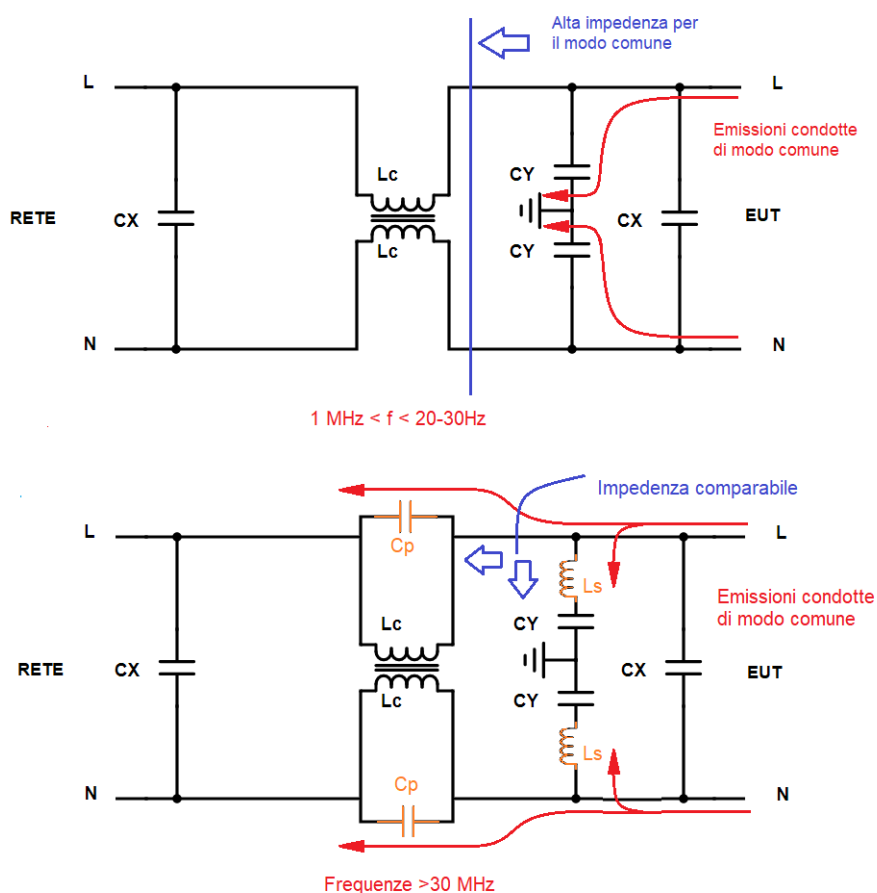 Alta impedenza per
il modo comune
L
L
Emissioni condotte
di modo comune
Lc
CY
RETE
CX
CX
EUT
Lc
CY
N
N
1 MHz < f < 20-30Hz
Impedenza comparabile
L
L
Cp
Ls
Emissioni condotte
di modo comune
Lc
CY
RETE
CX
CX
EUT
Lc
CY
Ls
Cp
N
N
Frequenze >30 MHz